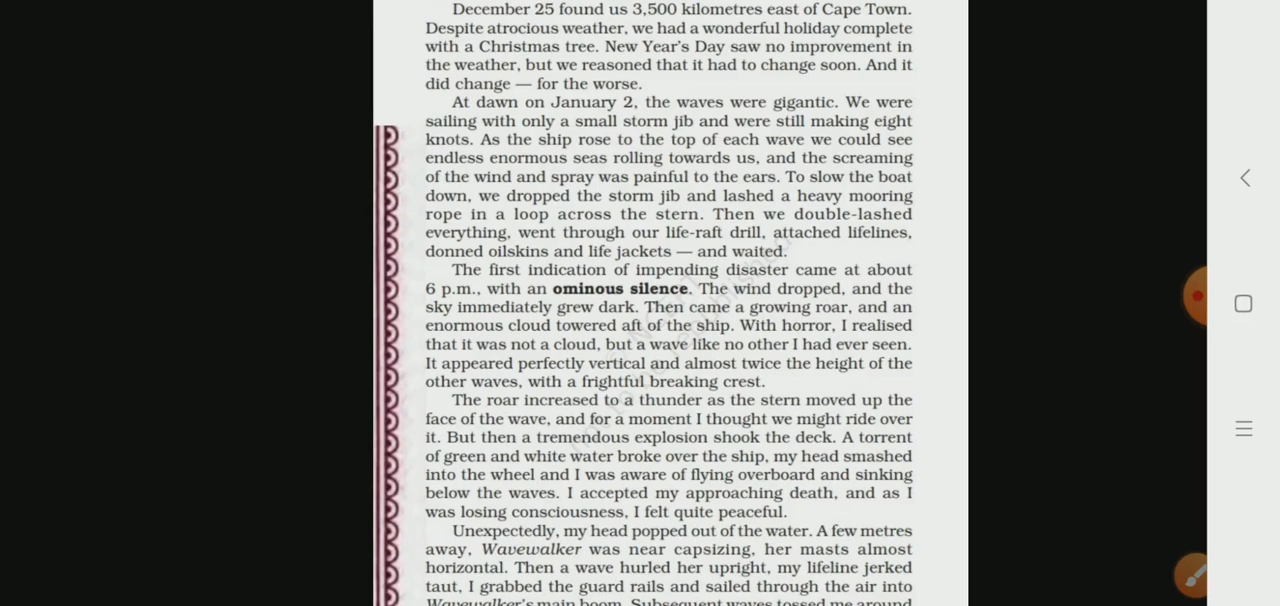 December 25 found us 3,500 kilometres east of Cape Town.
Despite atrocious weather, we had a wonderful holiday complete
with a Christmas tree. New Year's Day saw no improvement in
the weather, but we reasoned that it had to change soon. And it
did change — for the worse.
At dawn on January 2, the waves were gigantic. We were
sailing with only a small storm jib and were still making eight
knots. As the ship rose to the top of each wave we could see
endless enormous seas rolling towards us, and the screaming
of the wind and spray was painful to the ears. To slow the boat
down, we dropped the storm jib and lashed a heavy mooring
rope in a loop across the stern. Then we double-lashed
everything, went through our life-raft drill, attached lifelines,
donned oilskins and life jackets — and waited.
The first indication of impending disaster came at about
6 p.m., with an ominous silence. The wind dropped, and the
sky immediately grew dark. Then came a growing roar, and an
enormous cloud towered aft of the ship. With horror, I realised
that it was not a cloud, but a wave like no other I had ever seen.
It appeared perfectly vertical and almost twice the height of the
other waves, with a frightful breaking crest.
The roar increased to a thunder as the stern moved up the
face of the wave, and for a moment I thought we might ride over
it. But then a tremendous explosion shook the deck. A torrent
of green and white water broke over the ship, my head smashed
into the wheel and I was aware of flying overboard and sinking
below the waves. I accepted my approaching death, and as I
was losing consciousness, I felt quite peaceful.
Unexpectedly, my head popped out of the water. A few metres
away, Wavewalker was near capsizing, her masts almost
horizontal. Then a wave hurled her upright, my lifeline jerked
taut, I grabbed the guard rails and sailed through the air into
Wavewalker's main boom. Subsequent waves tossed me around